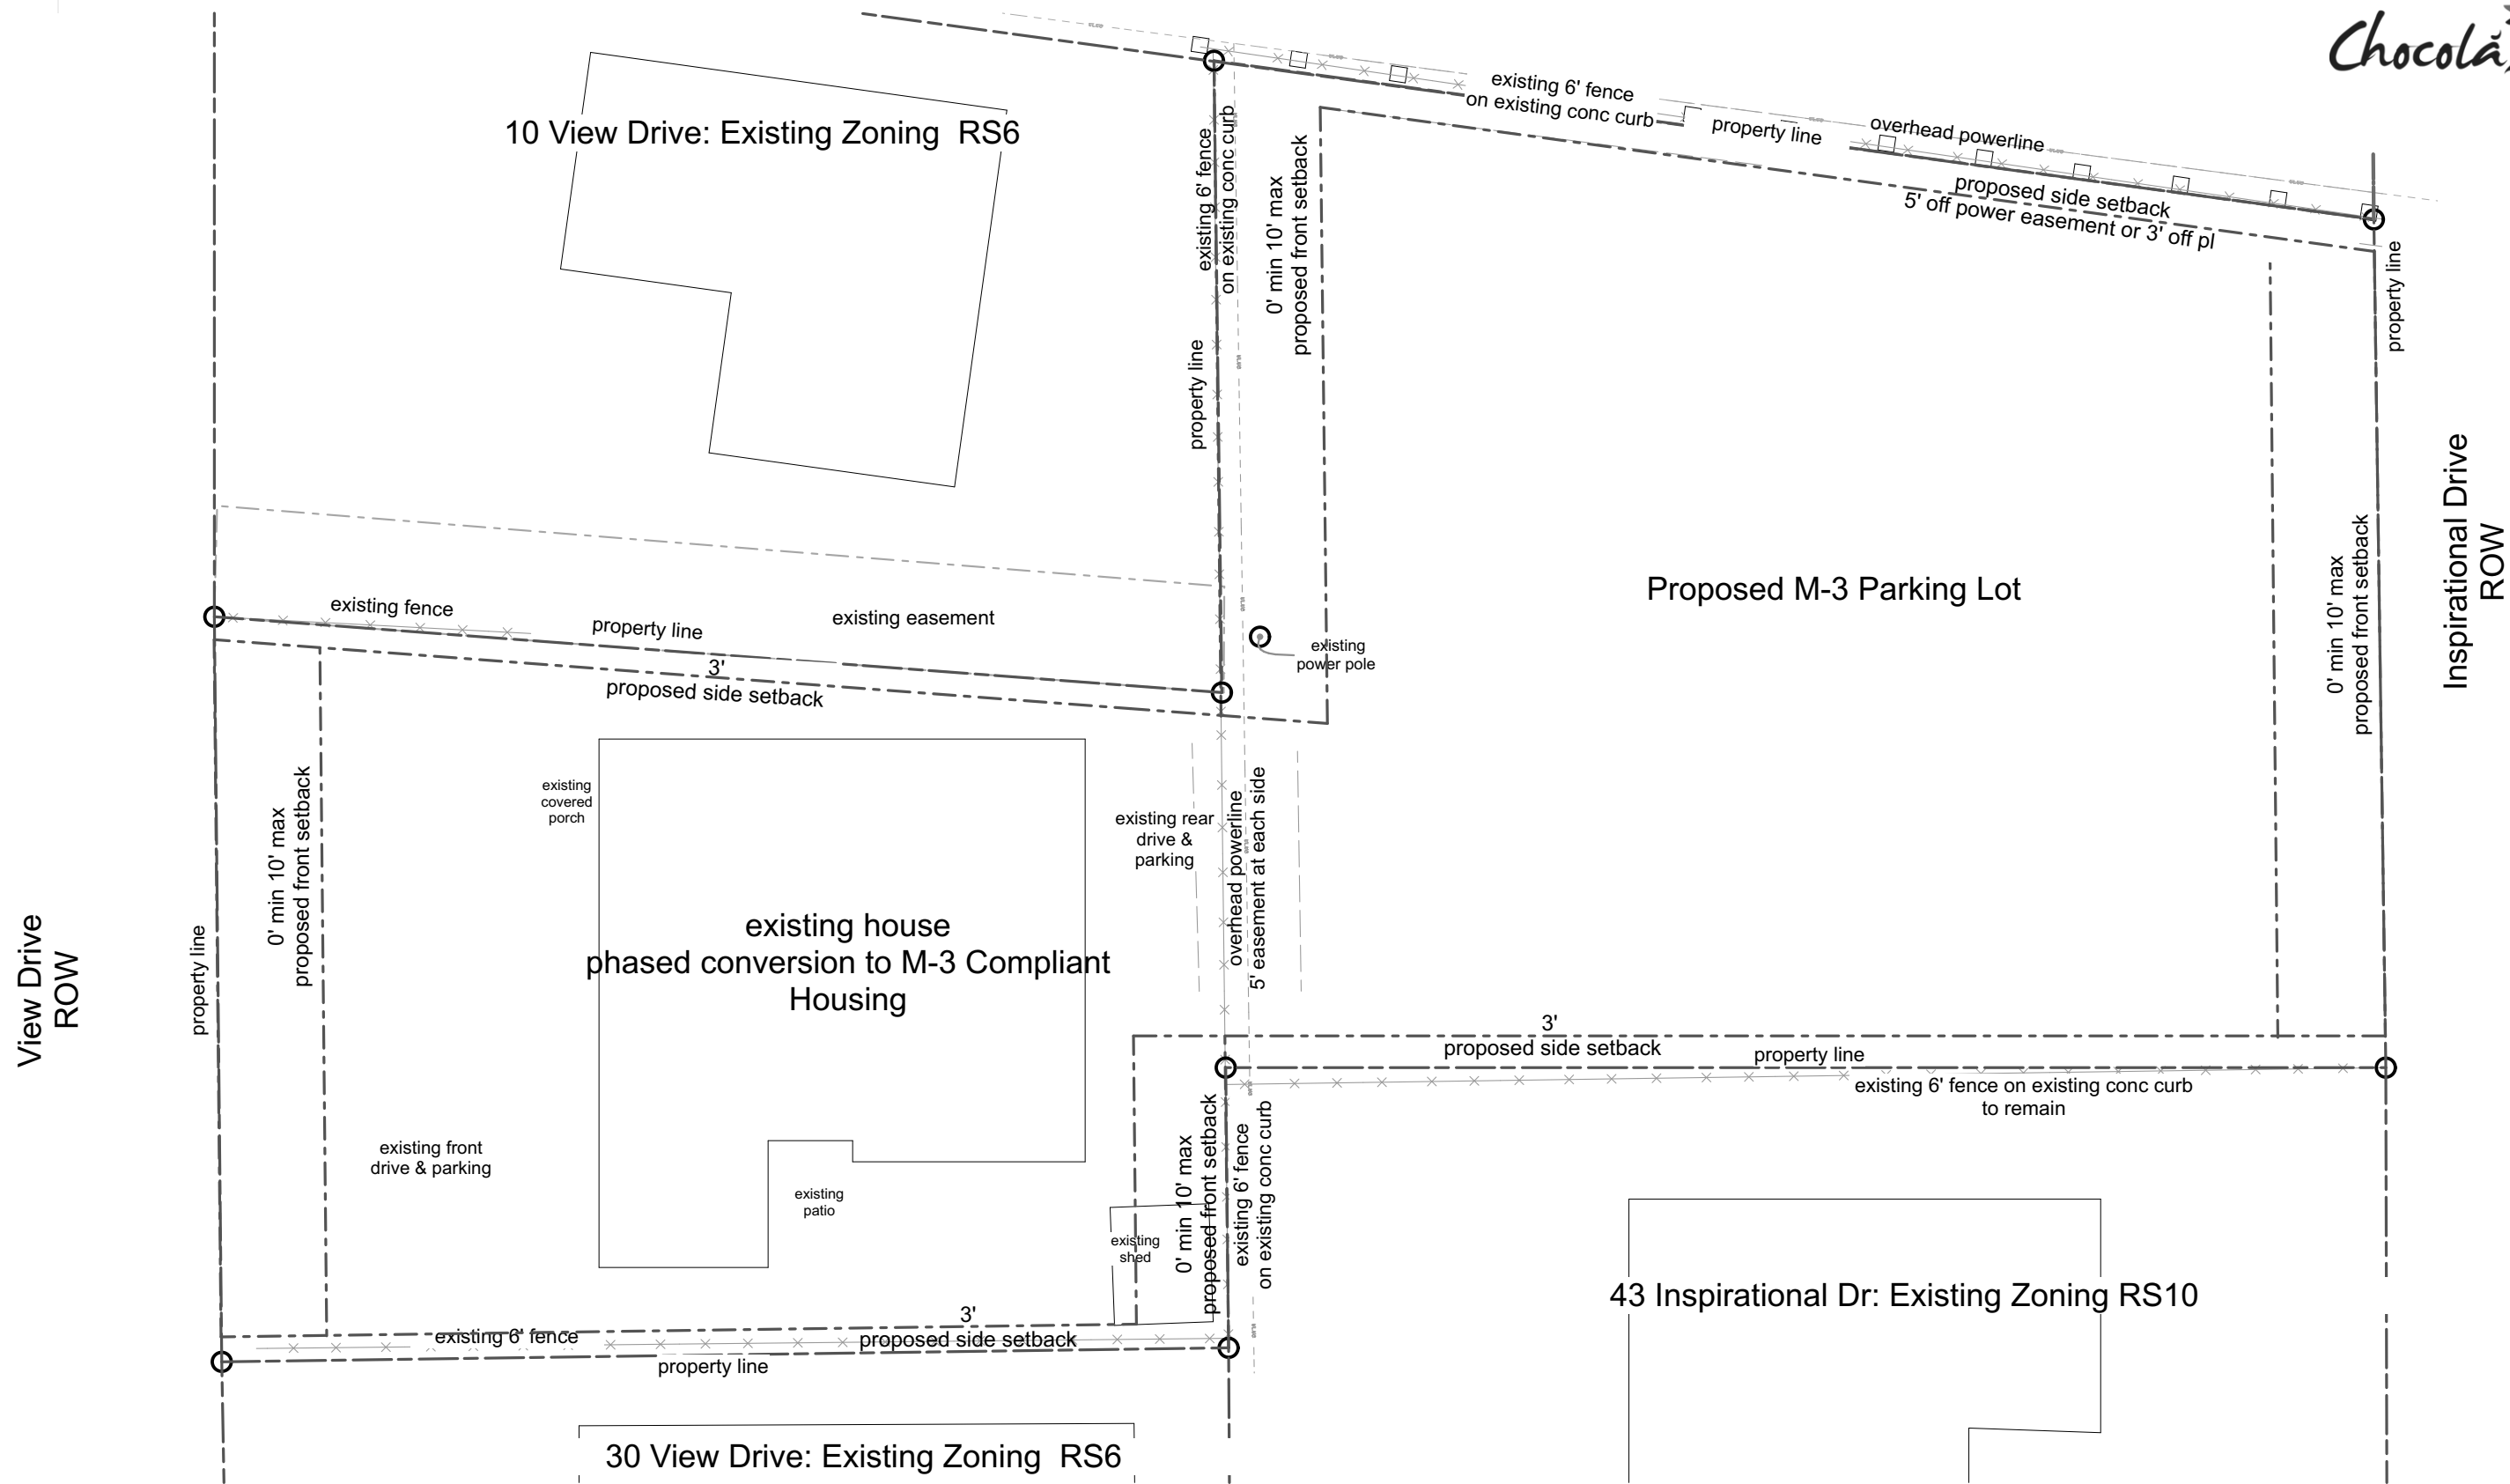 Chocolá
existing 6' fence
on existing conc curb
property line
overhead powerline
proposed side setback
5' off power easement or 3' off pl
10 View Drive: Existing Zoning  RS6
existing 6' fence
on existing conc curb
0' min 10' max
proposed front setback
property line
property line
Inspirational Drive
ROW
0' min 10' max
proposed front setback
Proposed M-3 Parking Lot
existing fence
property line
existing easement
3'
proposed side setback
existing
power pole
existing
covered
porch
0' min 10' max
proposed front setback
existing rear
drive &
parking
overhead powerline
5' easement at each side
View Drive
ROW
property line
existing house
phased conversion to M-3 Compliant
Housing
3'
proposed side setback
property line
existing 6' fence on existing conc curb
to remain
existing front
drive & parking
existing
patio
existing
shed
0' min 10' max
proposed front setback
existing 6' fence
on existing conc curb
43 Inspirational Dr: Existing Zoning RS10
3'
existing 6' fence
proposed side setback
property line
30 View Drive: Existing Zoning  RS6